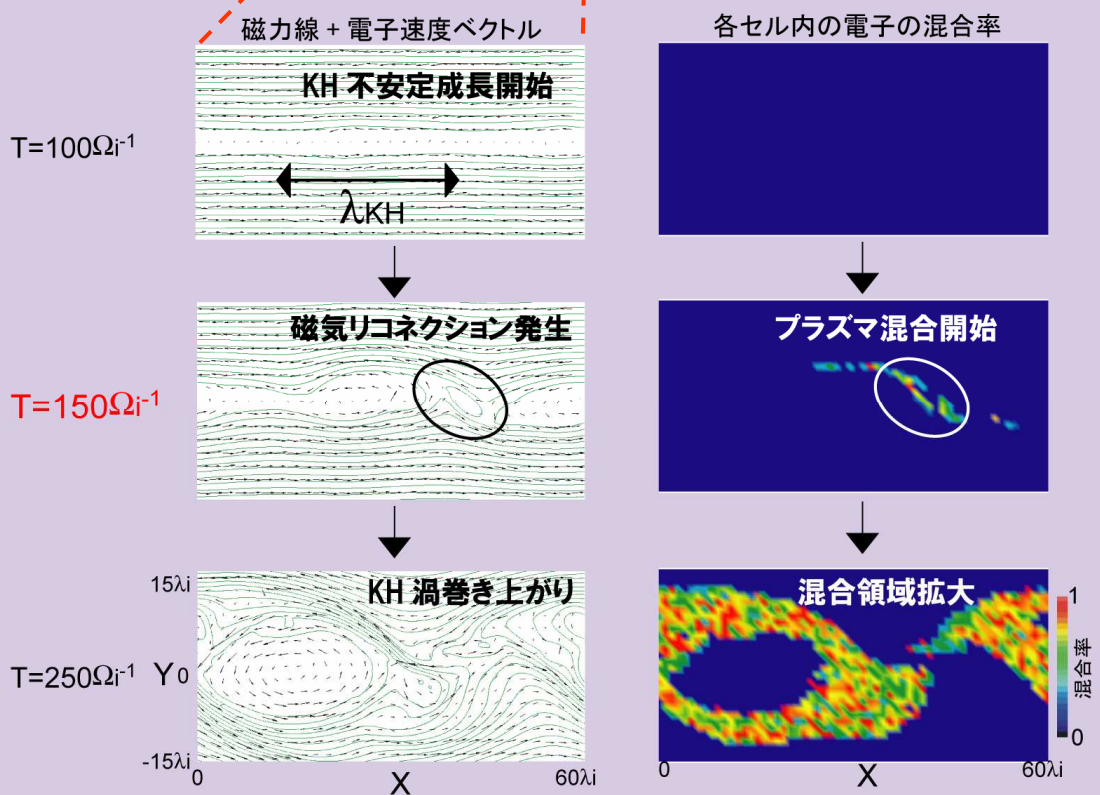 磁力線 + 電子速度ベクトル
各セル内の電子の混合率
T=100Ωi⁻¹
KH 不安定成長開始
λKH
T=150Ωi⁻¹
磁気リコネクション発生
プラズマ混合開始
T=250Ωi⁻¹
15λi
Y 0
-15λi
KH 渦巻き上がり
0
X
60λi
混合領域拡大
1
混合率
0
0
X
60λi